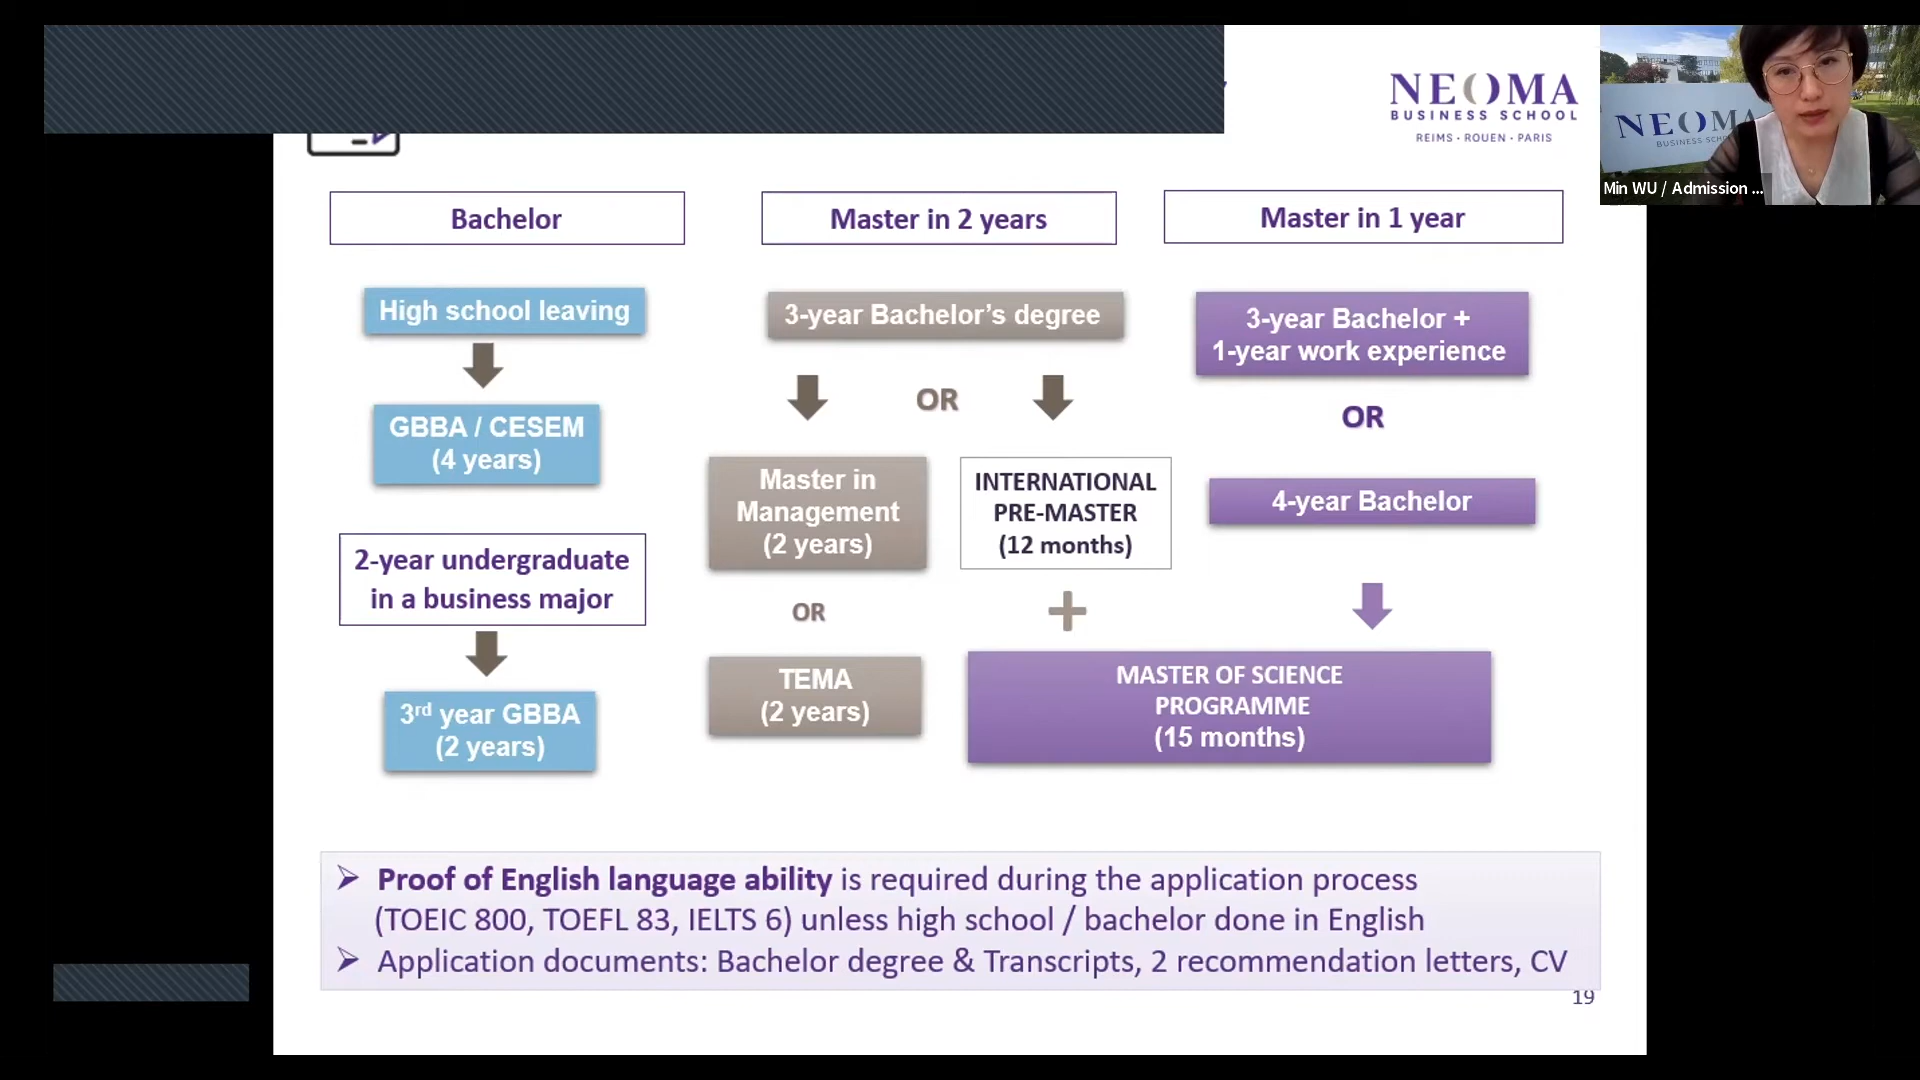 NEOMA
BUSINESS SCHOOL
REIMS • ROUEN • PARIS
NEOMA
BUSINESS
Min WU / Admission ...
Bachelor
High school leaving
GBBA / CESEM
(4 years)
2-year undergraduate
in a business major
3rd year GBBA
(2 years)
Master in 2 years
3-year Bachelor’s degree
OR
Master in
Management
(2 years)
OR
TEMA
(2 years)
INTERNATIONAL
PRE-MASTER
(12 months)
+
Master in 1 year
3-year Bachelor +
1-year work experience
OR
4-year Bachelor
MASTER OF SCIENCE
PROGRAMME
(15 months)
Proof of English language ability is required during the application process
(TOEIC 800, TOEFL 83, IELTS 6) unless high school / bachelor done in English
Application documents: Bachelor degree & Transcripts, 2 recommendation letters, CV
19